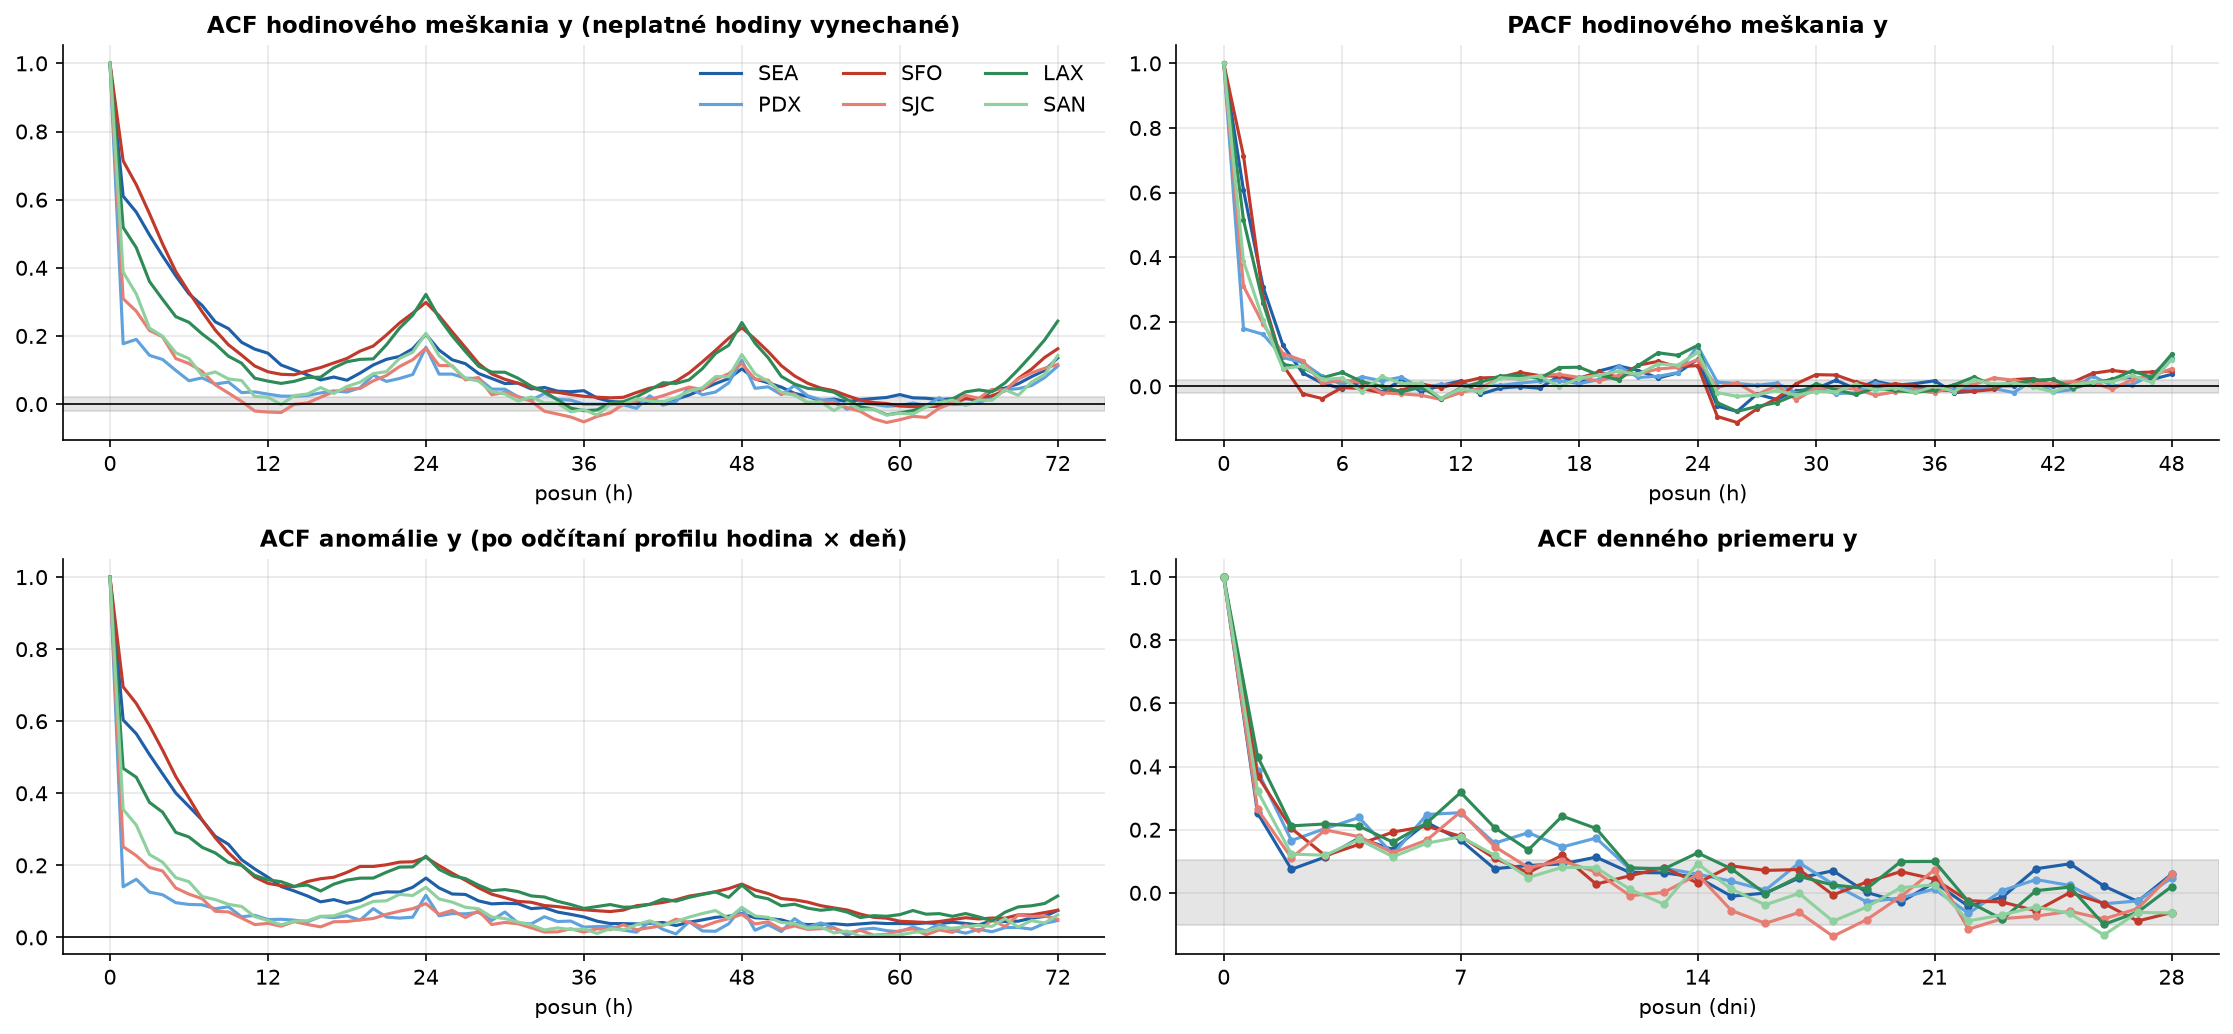 ACF hodinového meškania y (neplatné hodiny vynechané)
1.0
0.8
0.6
0.4
0.2
0.0
SEA SFO LAX
PDX SJC SAN
0 12 24 36 48 60 72
posun (h)
PACF hodinového meškania y
1.0
0.8
0.6
0.4
0.2
0.0
0 6 12 18 24 30 36 42 48
posun (h)
ACF anomálie y (po odčítaní profilu hodina × deň)
1.0
0.8
0.6
0.4
0.2
0.0
0 12 24 36 48 60 72
posun (h)
ACF denného priemeru y
1.0
0.8
0.6
0.4
0.2
0.0
0 7 14 21 28
posun (dni)